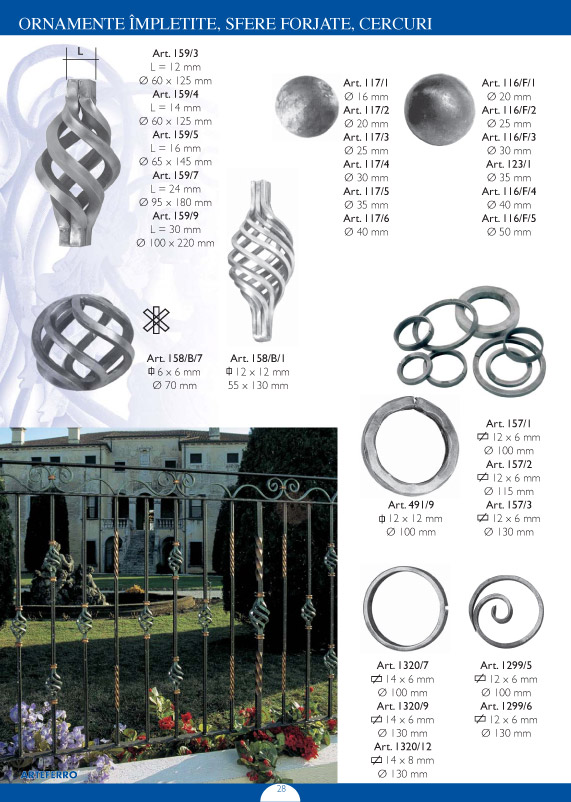 ORNAMENTE ÎMPLETITE, SFERE FORJATE, CERCURI
L
Art. 159/3
L = 12 mm
Ø 60 x 125 mm
Art. 159/4
L = 14 mm
Ø 60 x 125 mm
Art. 159/5
L = 16 mm
Ø 65 x 145 mm
Art. 159/7
L = 24 mm
Ø 95 x 180 mm
Art. 159/9
L = 30 mm
Ø 100 x 220 mm
Art. 117/1
Ø 16 mm
Art. 117/2
Ø 20 mm
Art. 117/3
Ø 25 mm
Art. 117/4
Ø 30 mm
Art. 117/5
Ø 35 mm
Art. 117/6
Ø 40 mm
Art. 116/F/1
Ø 20 mm
Art. 116/F/2
Ø 25 mm
Art. 116/F/3
Ø 30 mm
Art. 123/1
Ø 35 mm
Art. 116/F/4
Ø 40 mm
Art. 116/F/5
Ø 50 mm
Art. 158/B/7
6 x 6 mm
Ø 70 mm
Art. 158/B/1
12 x 12 mm
55 x 130 mm
Art. 491/9
12 x 12 mm
Ø 100 mm
Art. 157/1
12 x 6 mm
Ø 100 mm
Art. 157/2
12 x 6 mm
Ø 115 mm
Art. 157/3
12 x 6 mm
Ø 130 mm
Art. 1320/7
14 x 6 mm
Ø 100 mm
Art. 1320/9
14 x 6 mm
Ø 130 mm
Art. 1320/12
14 x 8 mm
Ø 130 mm
Art. 1299/5
12 x 6 mm
Ø 100 mm
Art. 1299/6
12 x 6 mm
Ø 130 mm
ARTEFERRO
28